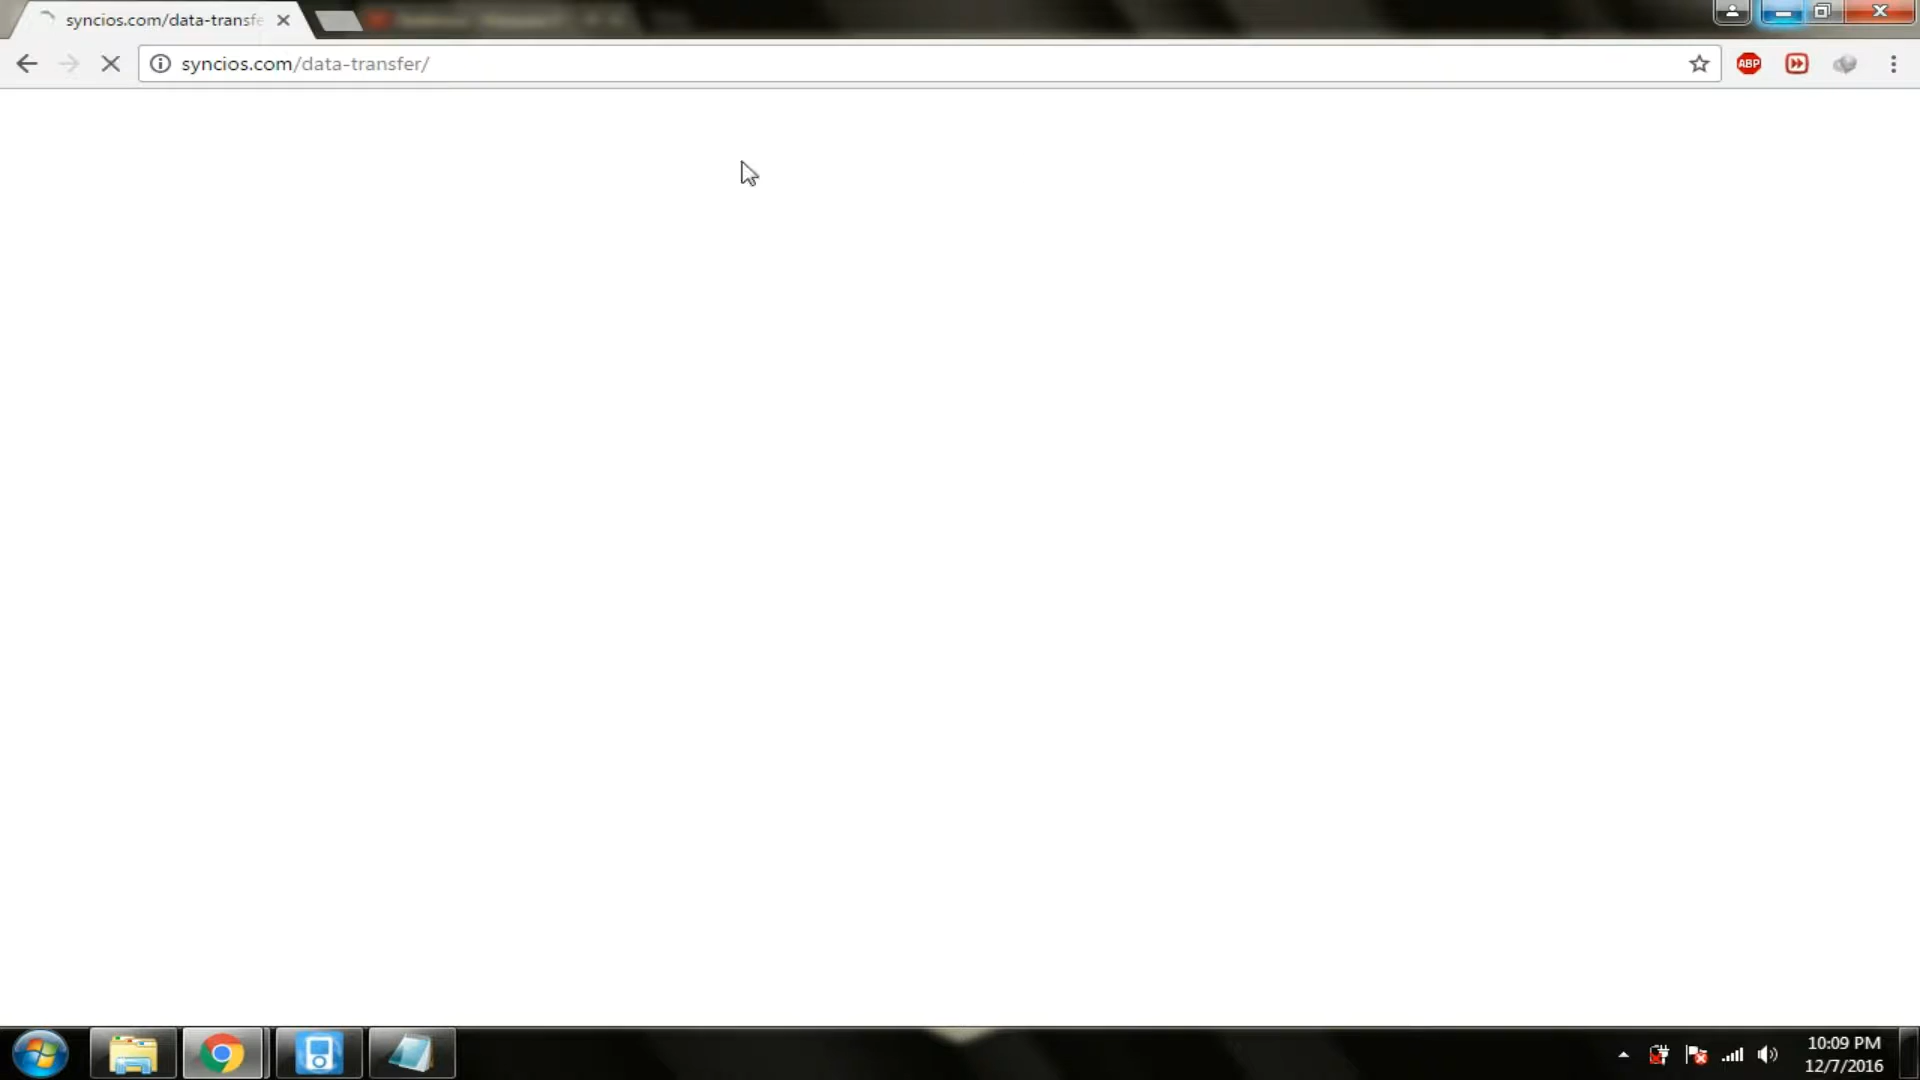 syncios.com/data-transfe
syncios.com/data-transfer/
ABP
10:09 PM
12/7/2016